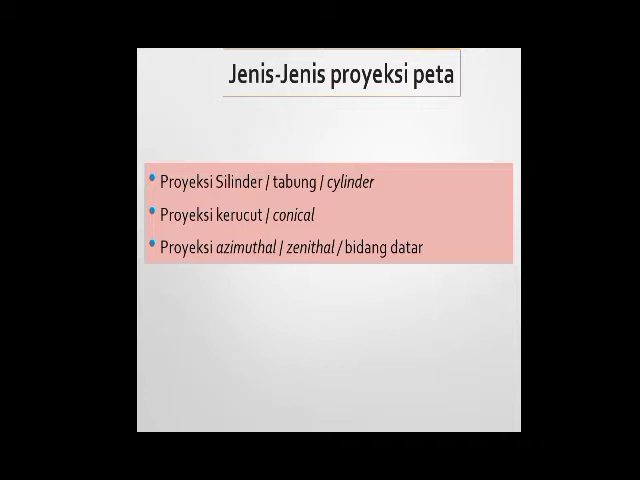 Jenis-Jenis proyeksi peta
Proyeksi Silinder / tabung / cylinder
Proyeksi kerucut / conical
Proyeksi azimuthal / zenithal / bidang datar